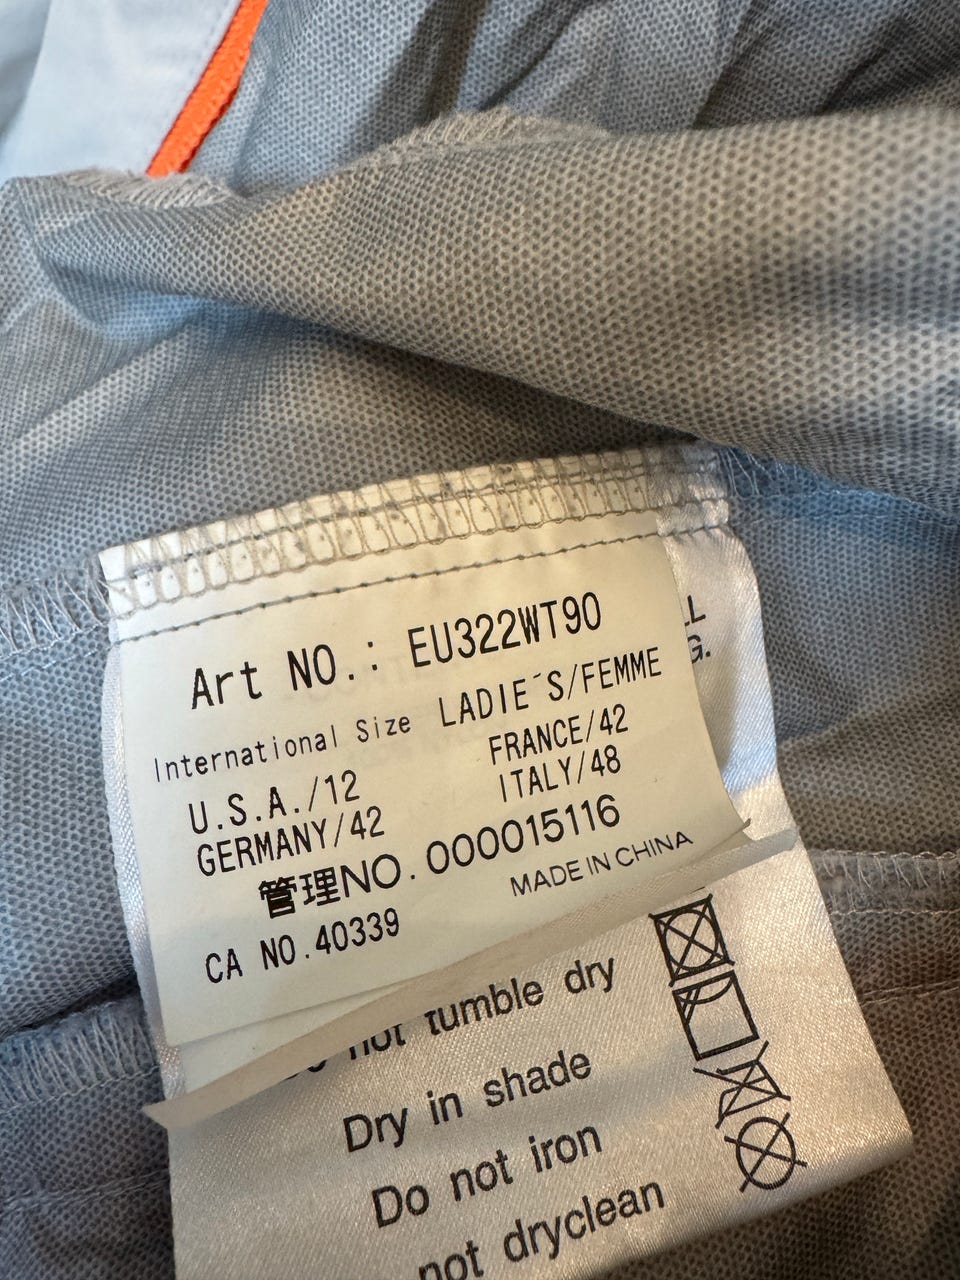 Art NO.: EU322WT90
International Size LADIE´S/FEMME
U.S.A./12 FRANCE/42
GERMANY/42 ITALY/48
管理NO. 000015116
CA NO.40339 MADE IN CHINA
LL
G.
not tumble dry
Dry in shade
Do not iron
not dryclean